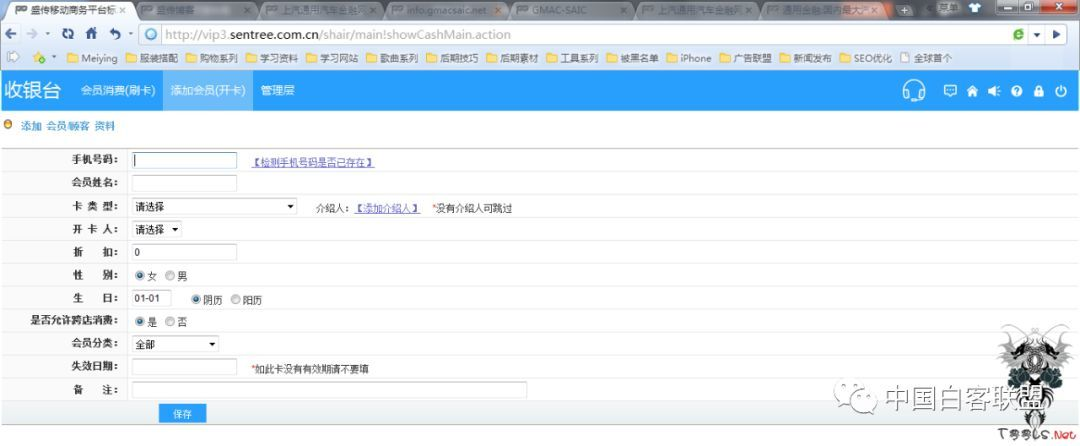 盛传移动商务平台标 盛传博客 上汽通用汽车金融网 info.gmacsaic.net GMAC-SAIC 上汽通用汽车金融网 通用金融,国内最大 菜单
http://vip3.sentree.com.cn/shair/main!showCashMain.action
Meiying 服装搭配 购物系列 学习资料 学习网站 歌曲系列 后期技巧 后期素材 工具系列 被黑名单 iPhone 广告联盟 新闻发布 SEO优化 全球首个
收银台 会员消费(刷卡) 添加会员(开卡) 管理层
添加 会员/顾客 资料
手机号码： 【检测手机号码是否已存在】
会员姓名：
卡 类 型： 请选择 介绍人： 【添加介绍人】 *没有介绍人可跳过
开 卡 人： 请选择
折 扣： 0
性 别： 女 男
生 日： 01-01 阴历 阳历
是否允许跨店消费： 是 否
会员分类： 全部
失效日期： *如此卡没有有效期请不要填
备 注：
保存
中国白客联盟
T00LS.Net